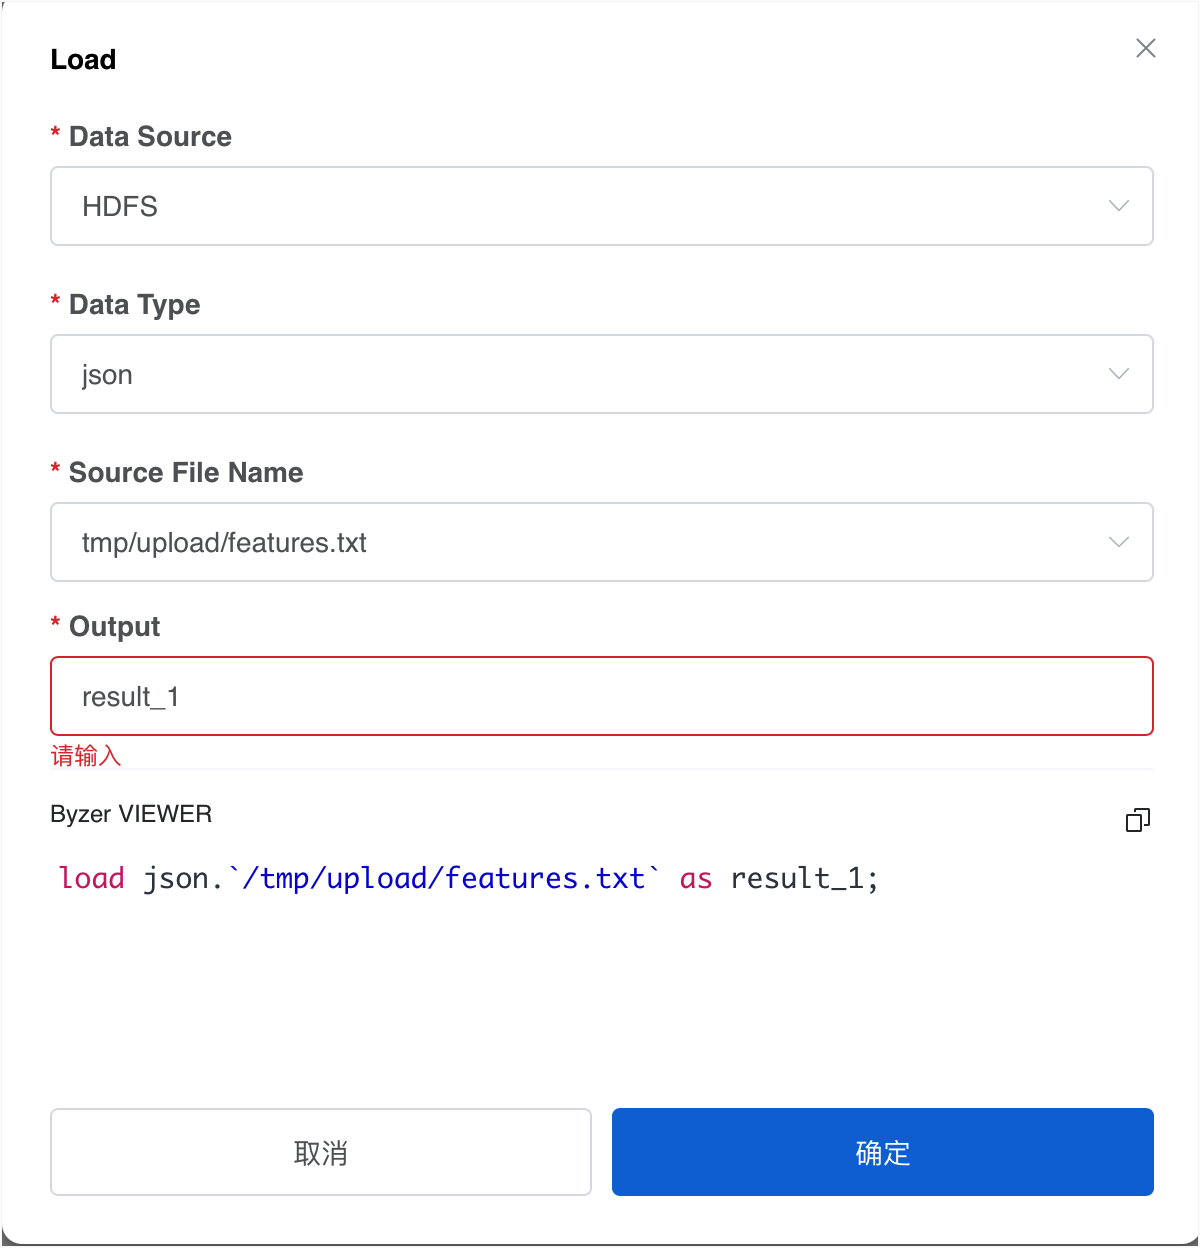 Load
* Data Source
HDFS
* Data Type
json
* Source File Name
tmp/upload/features.txt
* Output
result_1
请输入
Byzer VIEWER
load json.`/tmp/upload/features.txt` as result_1;
取消
确定